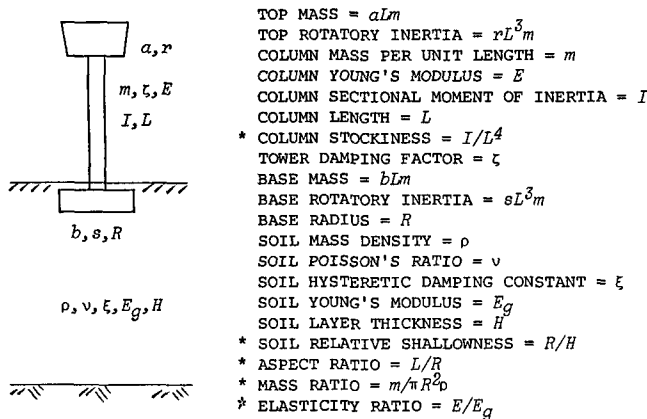 a, r
m, ζ, E
I, L
b, s, R
ρ, ν, ξ, E_g, H
TOP MASS = aLm
TOP ROTATORY INERTIA = rL³m
COLUMN MASS PER UNIT LENGTH = m
COLUMN YOUNG'S MODULUS = E
COLUMN SECTIONAL MOMENT OF INERTIA = I
COLUMN LENGTH = L
* COLUMN STOCKINESS = I/L⁴
TOWER DAMPING FACTOR = ζ
BASE MASS = bLm
BASE ROTATORY INERTIA = sL³m
BASE RADIUS = R
SOIL MASS DENSITY = ρ
SOIL POISSON'S RATIO = ν
SOIL HYSTERETIC DAMPING CONSTANT = ξ
SOIL YOUNG'S MODULUS = E_g
SOIL LAYER THICKNESS = H
* SOIL RELATIVE SHALLOWNESS = R/H
* ASPECT RATIO = L/R
* MASS RATIO = m/πR²ρ
* ELASTICITY RATIO = E/E_g